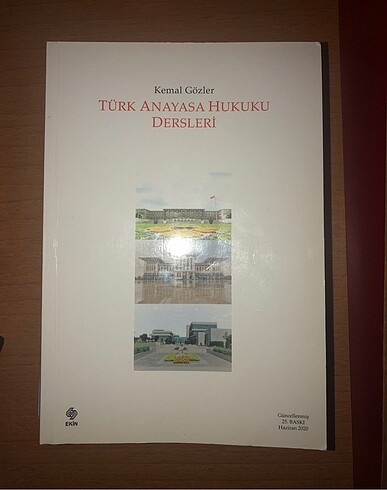 Kemal Gözler
TÜRK ANAYASA HUKUKU
DERSLERİ
EKİN
Güncellenmiş
25. BASKI
Haziran 2020